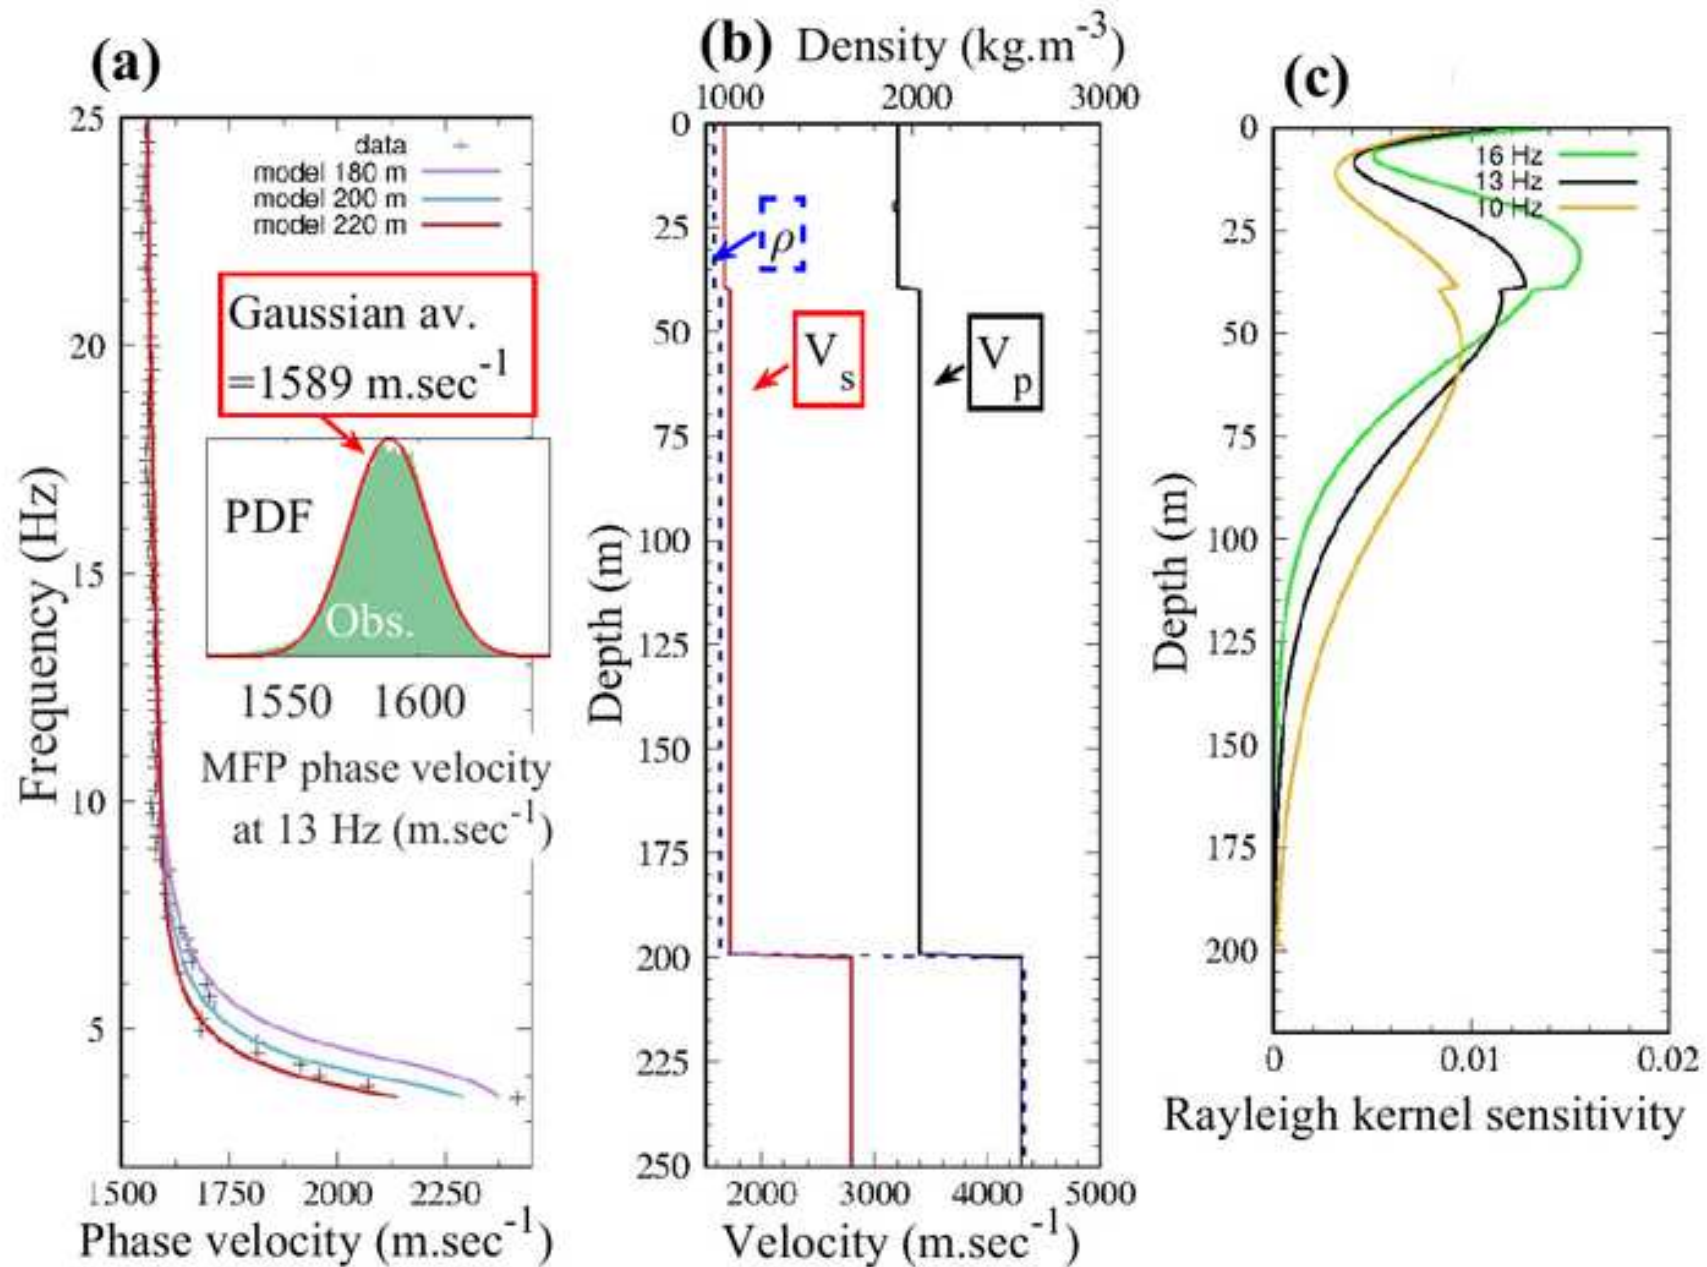 (a)
25
20
15
10
5
Frequency (Hz)
data
model 180 m
model 200 m
model 220 m
Gaussian av.
=1589 m.sec⁻¹
PDF
Obs.
1550 1600
MFP phase velocity
at 13 Hz (m.sec⁻¹)
1500 1750 2000 2250
Phase velocity (m.sec⁻¹)
(b) Density (kg.m⁻³)
1000 2000 3000
0
25
50
75
100
125
150
175
200
225
250
Depth (m)
ρ
Vs
Vp
2000 3000 4000 5000
Velocity (m.sec⁻¹)
(c)
0
25
50
75
100
125
150
175
200
Depth (m)
16 Hz
13 Hz
10 Hz
0 0.01 0.02
Rayleigh kernel sensitivity